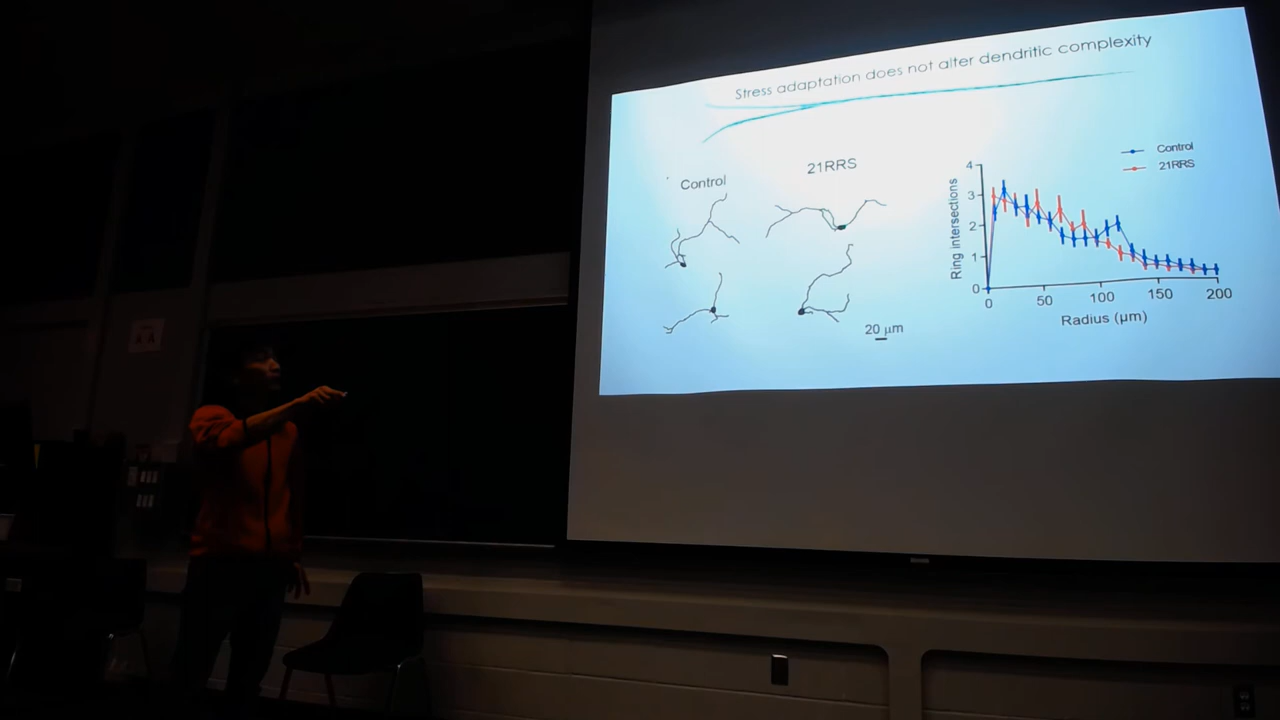 Stress adaptation does not alter dendritic complexity
Control
21RRS
20 μm
Control
21RRS
Ring intersections
4
3
2
1
0
0
50
100
150
200
Radius (μm)